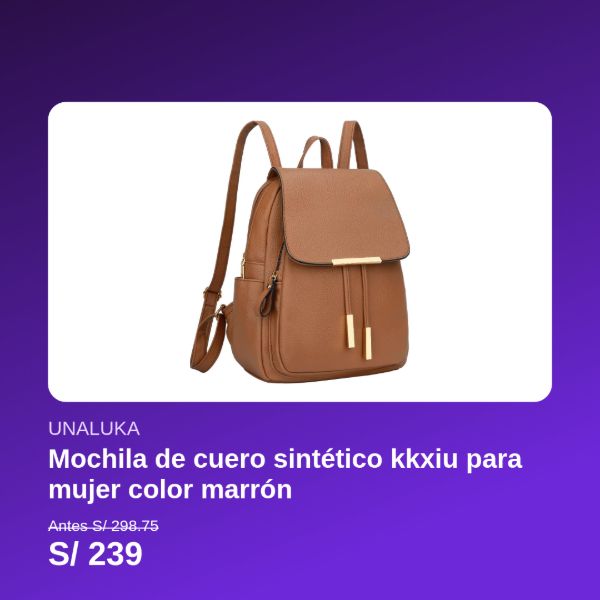 UNALUKA
Mochila de cuero sintético kkxiu para
mujer color marrón
Antes S/ 298.75
S/ 239